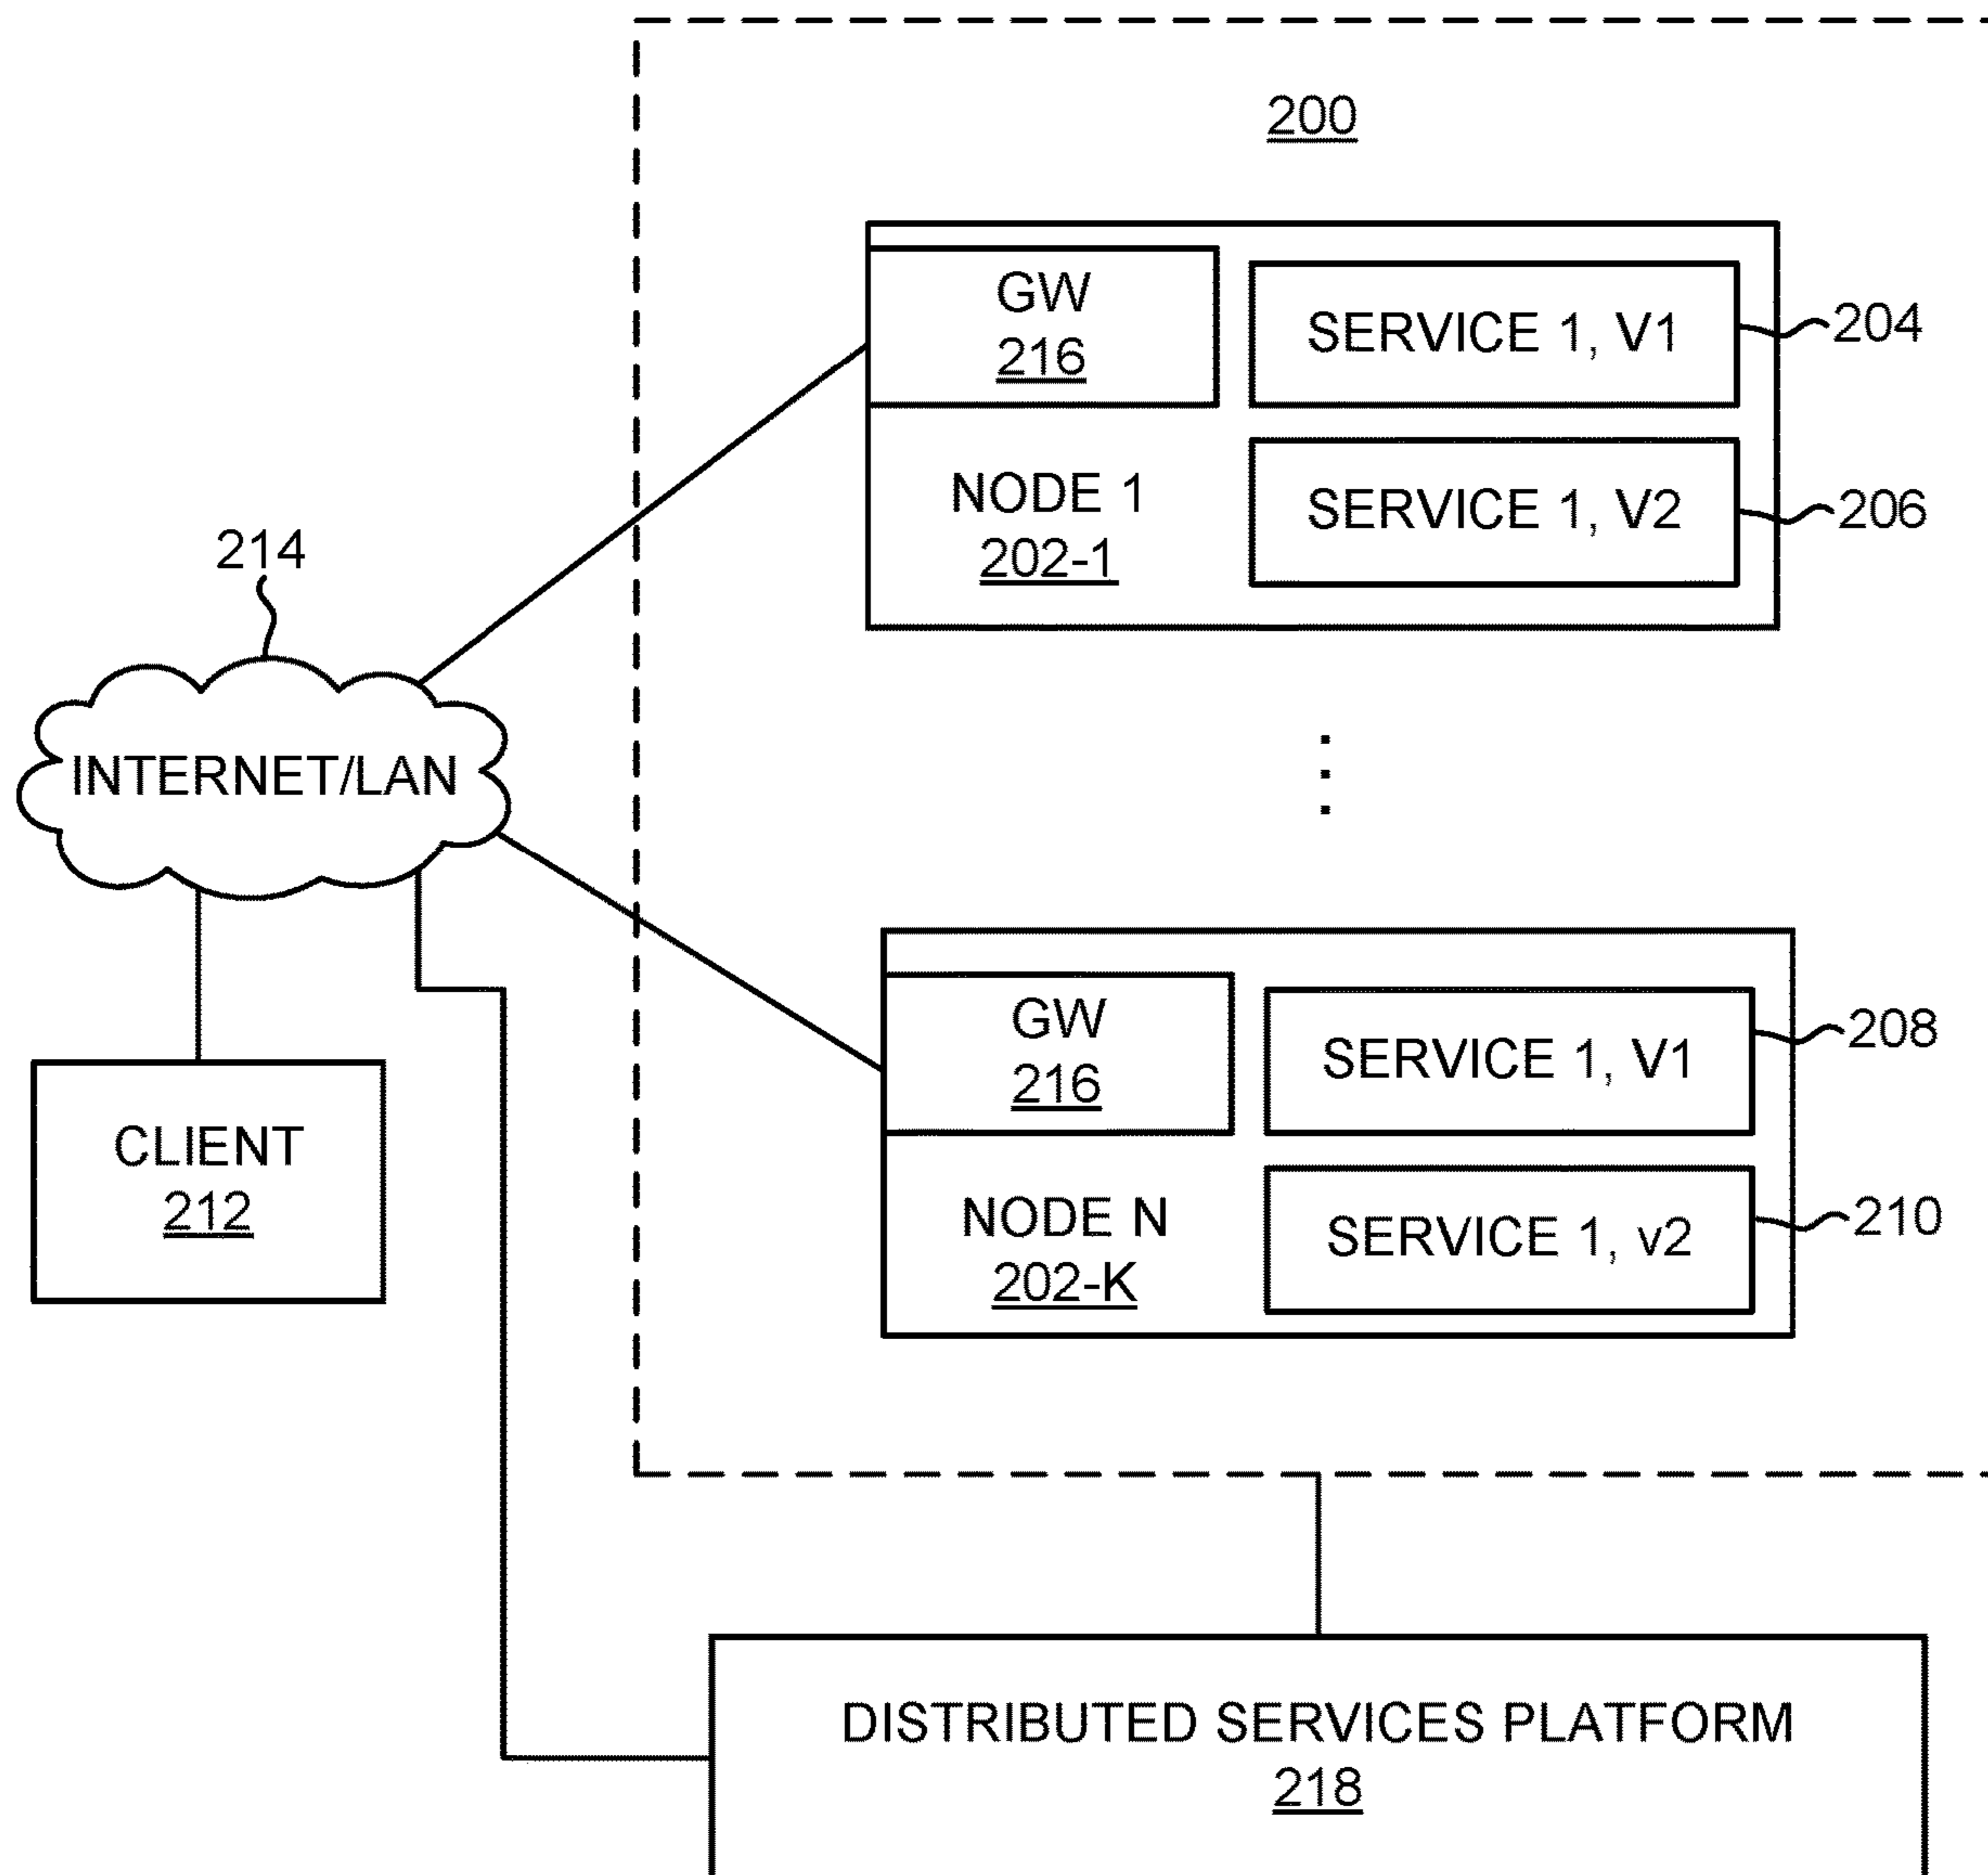 200
GW
216
SERVICE 1, V1
204
NODE 1
202-1
SERVICE 1, V2
206
214
INTERNET/LAN
GW
216
SERVICE 1, V1
208
CLIENT
212
NODE N
202-K
SERVICE 1, v2
210
DISTRIBUTED SERVICES PLATFORM
218